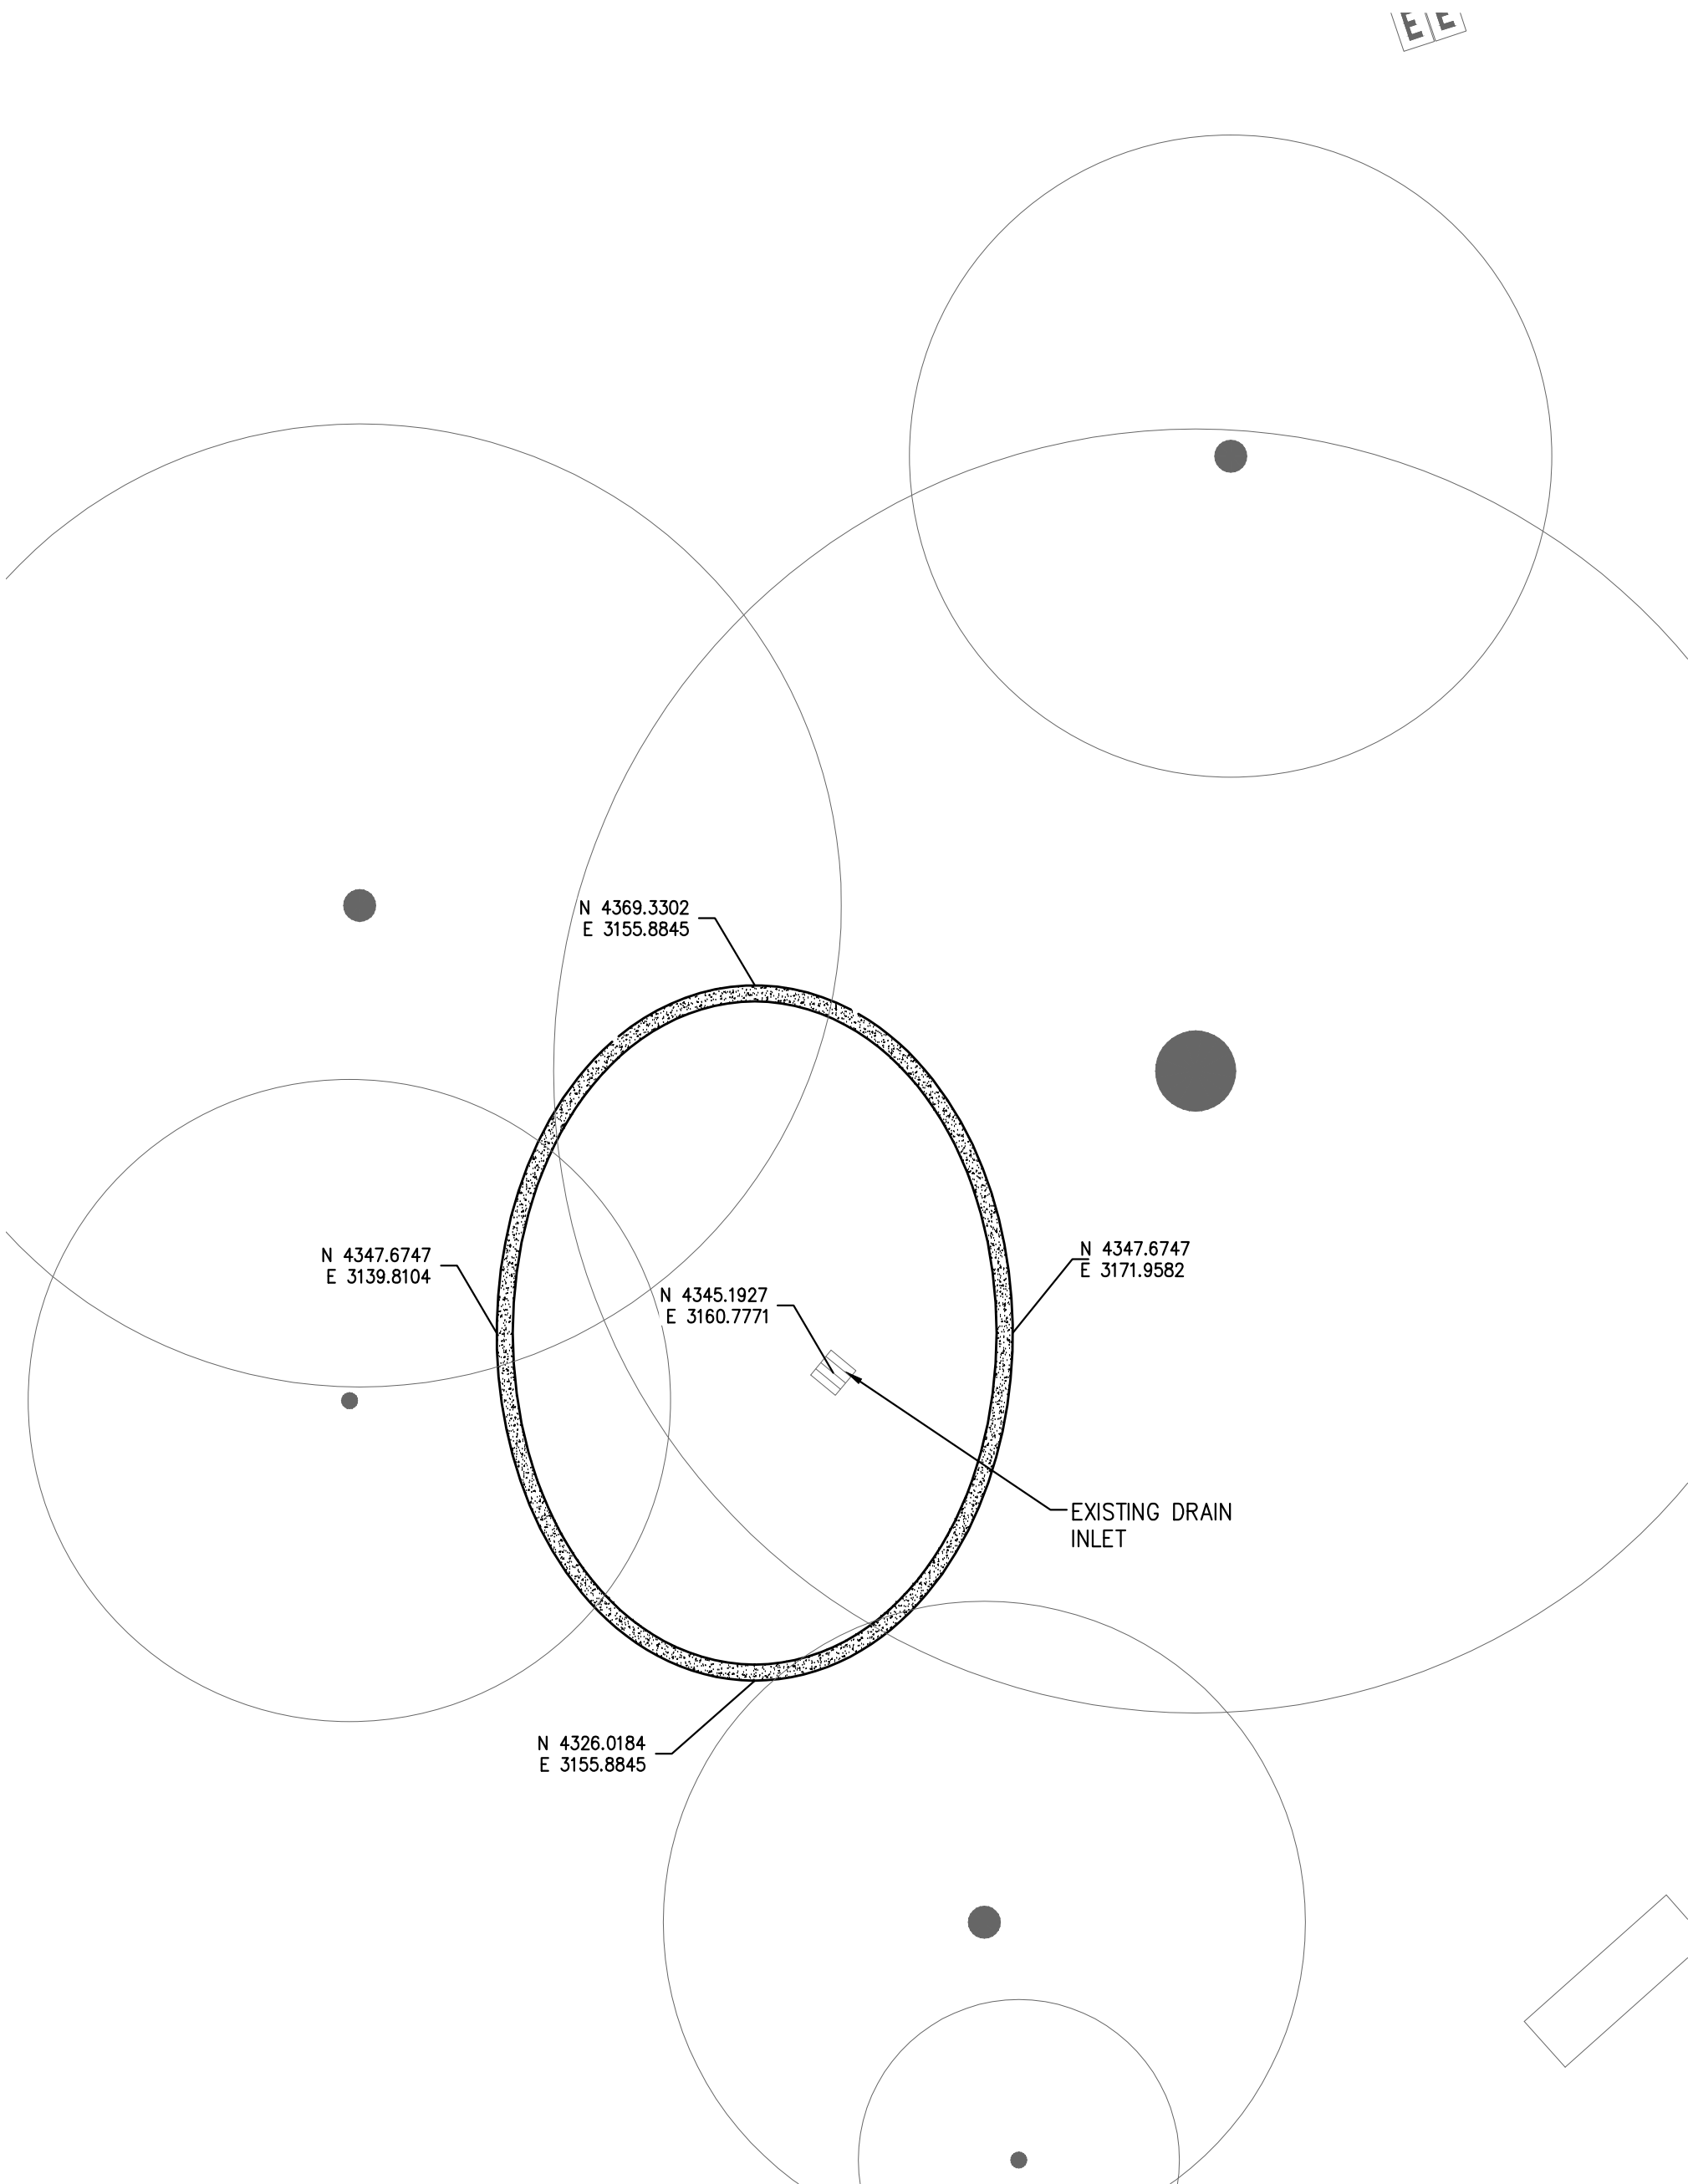 E E
N 4369.3302
E 3155.8845
N 4347.6747
E 3139.8104
N 4347.6747
E 3171.9582
N 4345.1927
E 3160.7771
EXISTING DRAIN
INLET
N 4326.0184
E 3155.8845